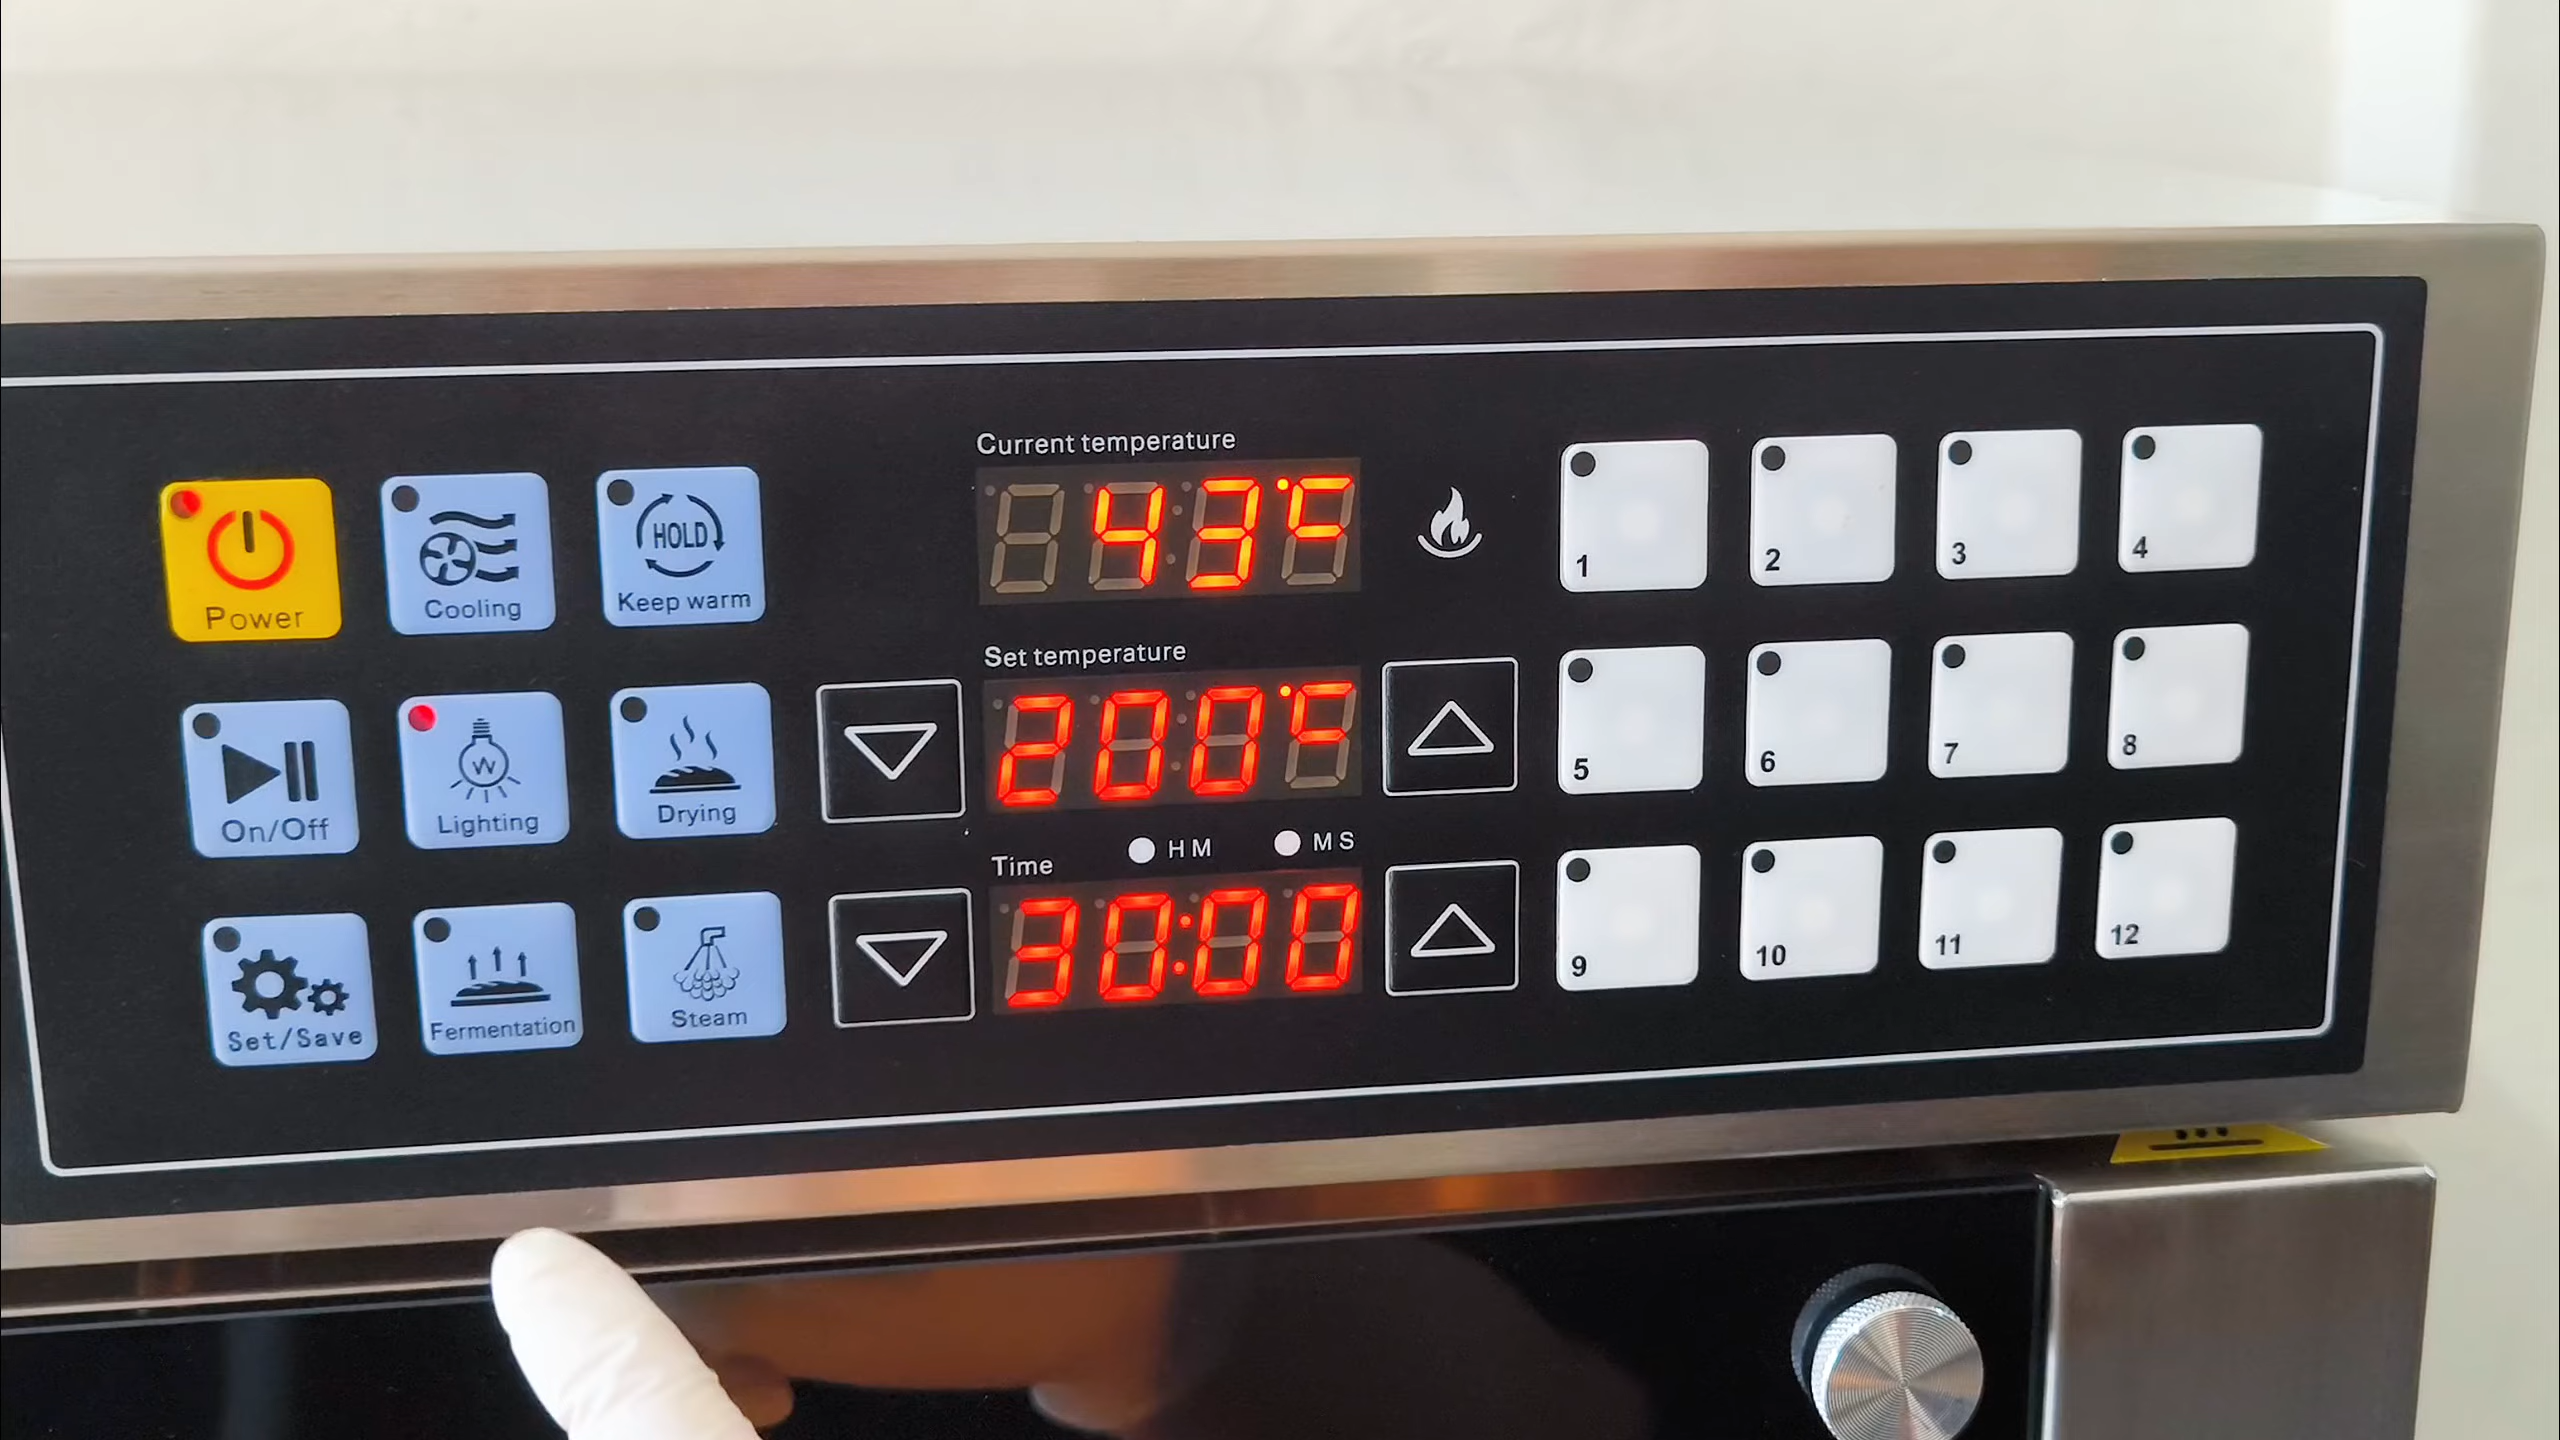 Power
Cooling
HOLD
Keep warm
On/Off
W
Lighting
Drying
Set/Save
Fermentation
Steam
Current temperature
43°C
Set temperature
200°C
HM
MS
Time
30:00
1
2
3
4
5
6
7
8
9
10
11
12